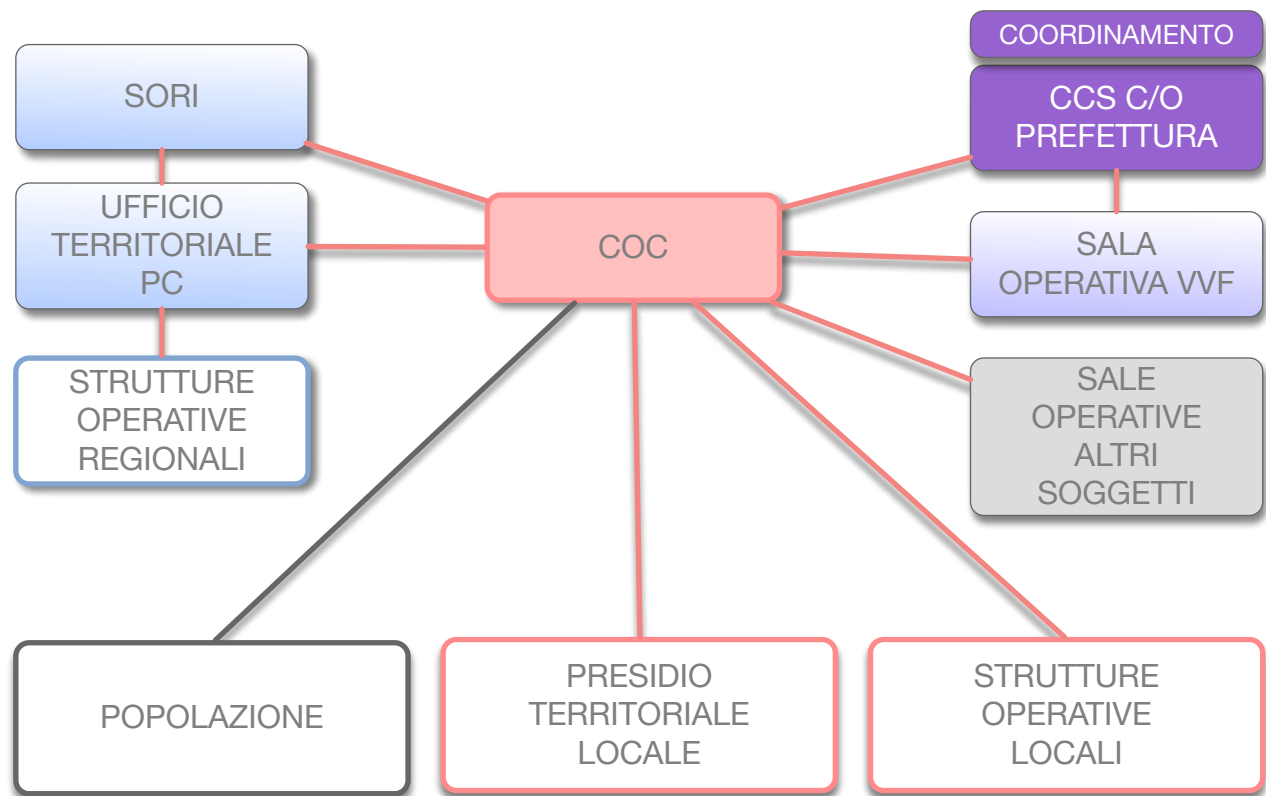 COORDINAMENTO
SORI
CCS C/O
PREFETTURA
UFFICIO
TERRITORIALE
PC
COC
SALA
OPERATIVA VVF
STRUTTURE
OPERATIVE
REGIONALI
SALE
OPERATIVE
ALTRI
SOGGETTI
POPOLAZIONE
PRESIDIO
TERRITORIALE
LOCALE
STRUTTURE
OPERATIVE
LOCALI